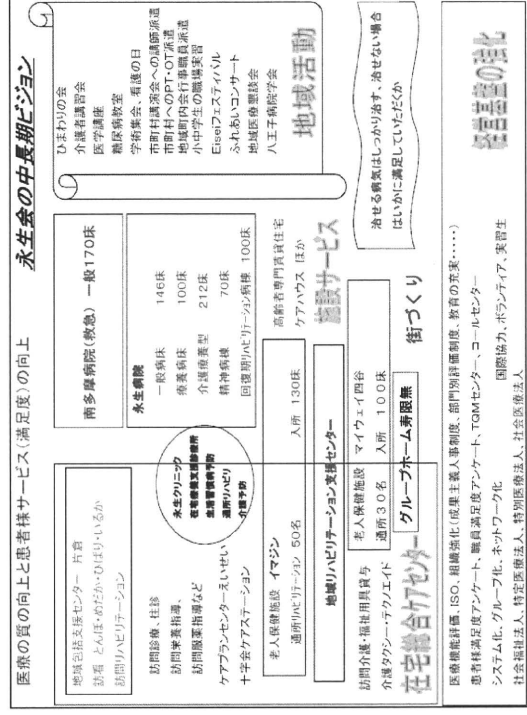 医療の質の向上と患者様サービス(満足度)の向上
永生会の中長期ビジョン
地域包括支援センター 片倉
訪看 とんぼ・めだか・ひばり・いるか
訪問リハビリテーション
訪問診療、往診
訪問栄養指導、
訪問服薬指導など
ケアプランセンターえいせい
十字会ケアステーション
永生クリニック
在宅療養支援診療所
生活習慣病予防
通所リハビリ
介護予防
南多摩病院(救急) 一般170床
永生病院
一般病床 146床
療養病床 100床
介護療養型 212床
精神病棟 70床
回復期リハビリテーション病棟 100床
ひまわりの会
介護者講習会
医学講座
糖尿病教室
学術集会、看護の日
市町村講演会への講師派遣
市町村へのPT・OT派遣
地域町内会行事職員派遣
小中学生の職場実習
Eiseiフェスティバル
ふれあいコンサート
地域医療懇談会
八王子病院学会
地域活動
老人保健施設 イマジン
通所リハビリテーション 50名 入所 130床
高齢者専門賃貸住宅
ケアハウス ほか
地域リハビリテーション支援センター
施設サービス
訪問介護・福祉用具貸与
介護タクシー・テクノエイド
老人保健施設 マイウェイ四谷
通所30名 入所 100床
治せる病気はしっかり治す、治せない場合
はいかに満足していただくか
在宅総合ケアセンター
グループホーム寿限無
街づくり
医療機能評価、ISO、組織強化(成果主義人事制度、部門別評価制度、教育の充実・・・・・)
患者様満足度アンケート、職員満足度アンケート、TQMセンター、コールセンター
システム化、グループ化、ネットワーク化
国際協力、ボランティア、実習生
社会福祉法人、特定医療法人、特別医療法人、社会医療法人
経営基盤の強化